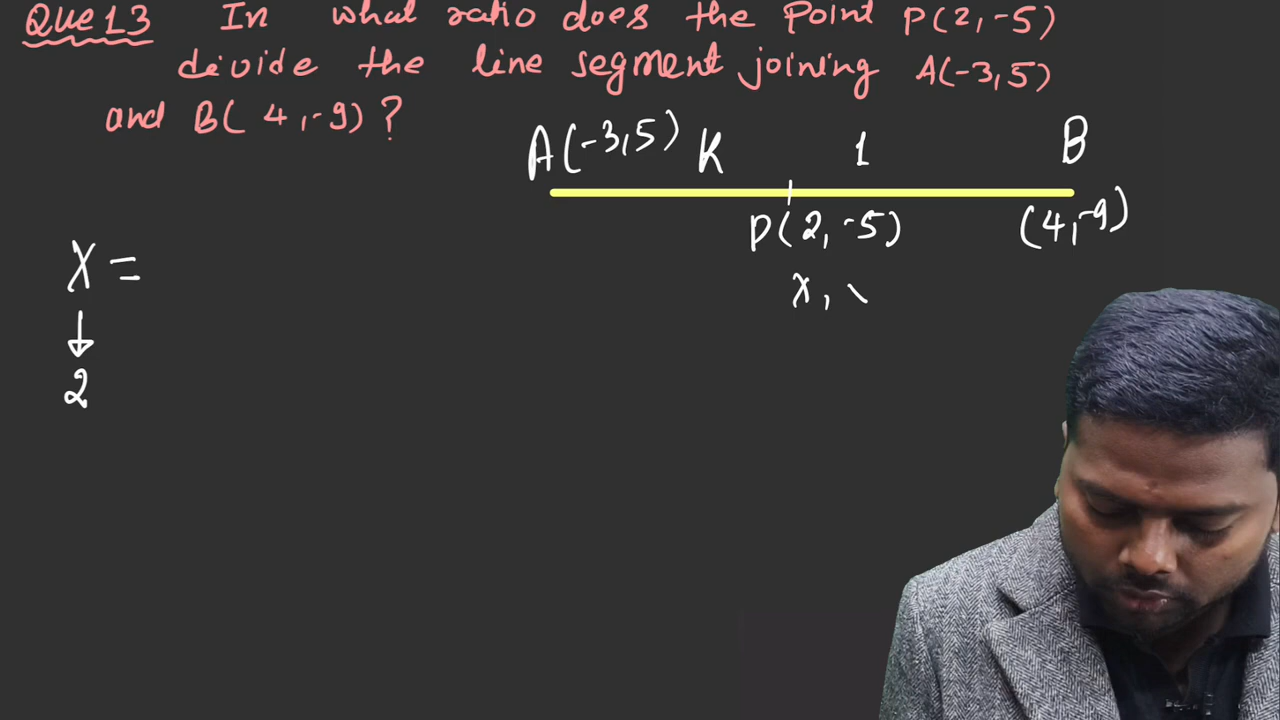 Que 13 In what ratio does the Point P(2,-5)
divide the line segment joining A(-3,5)
and B(4,-9)?
A(-3,5) K 1 B
P(2,-5) (4,-9)
X =
x,
2